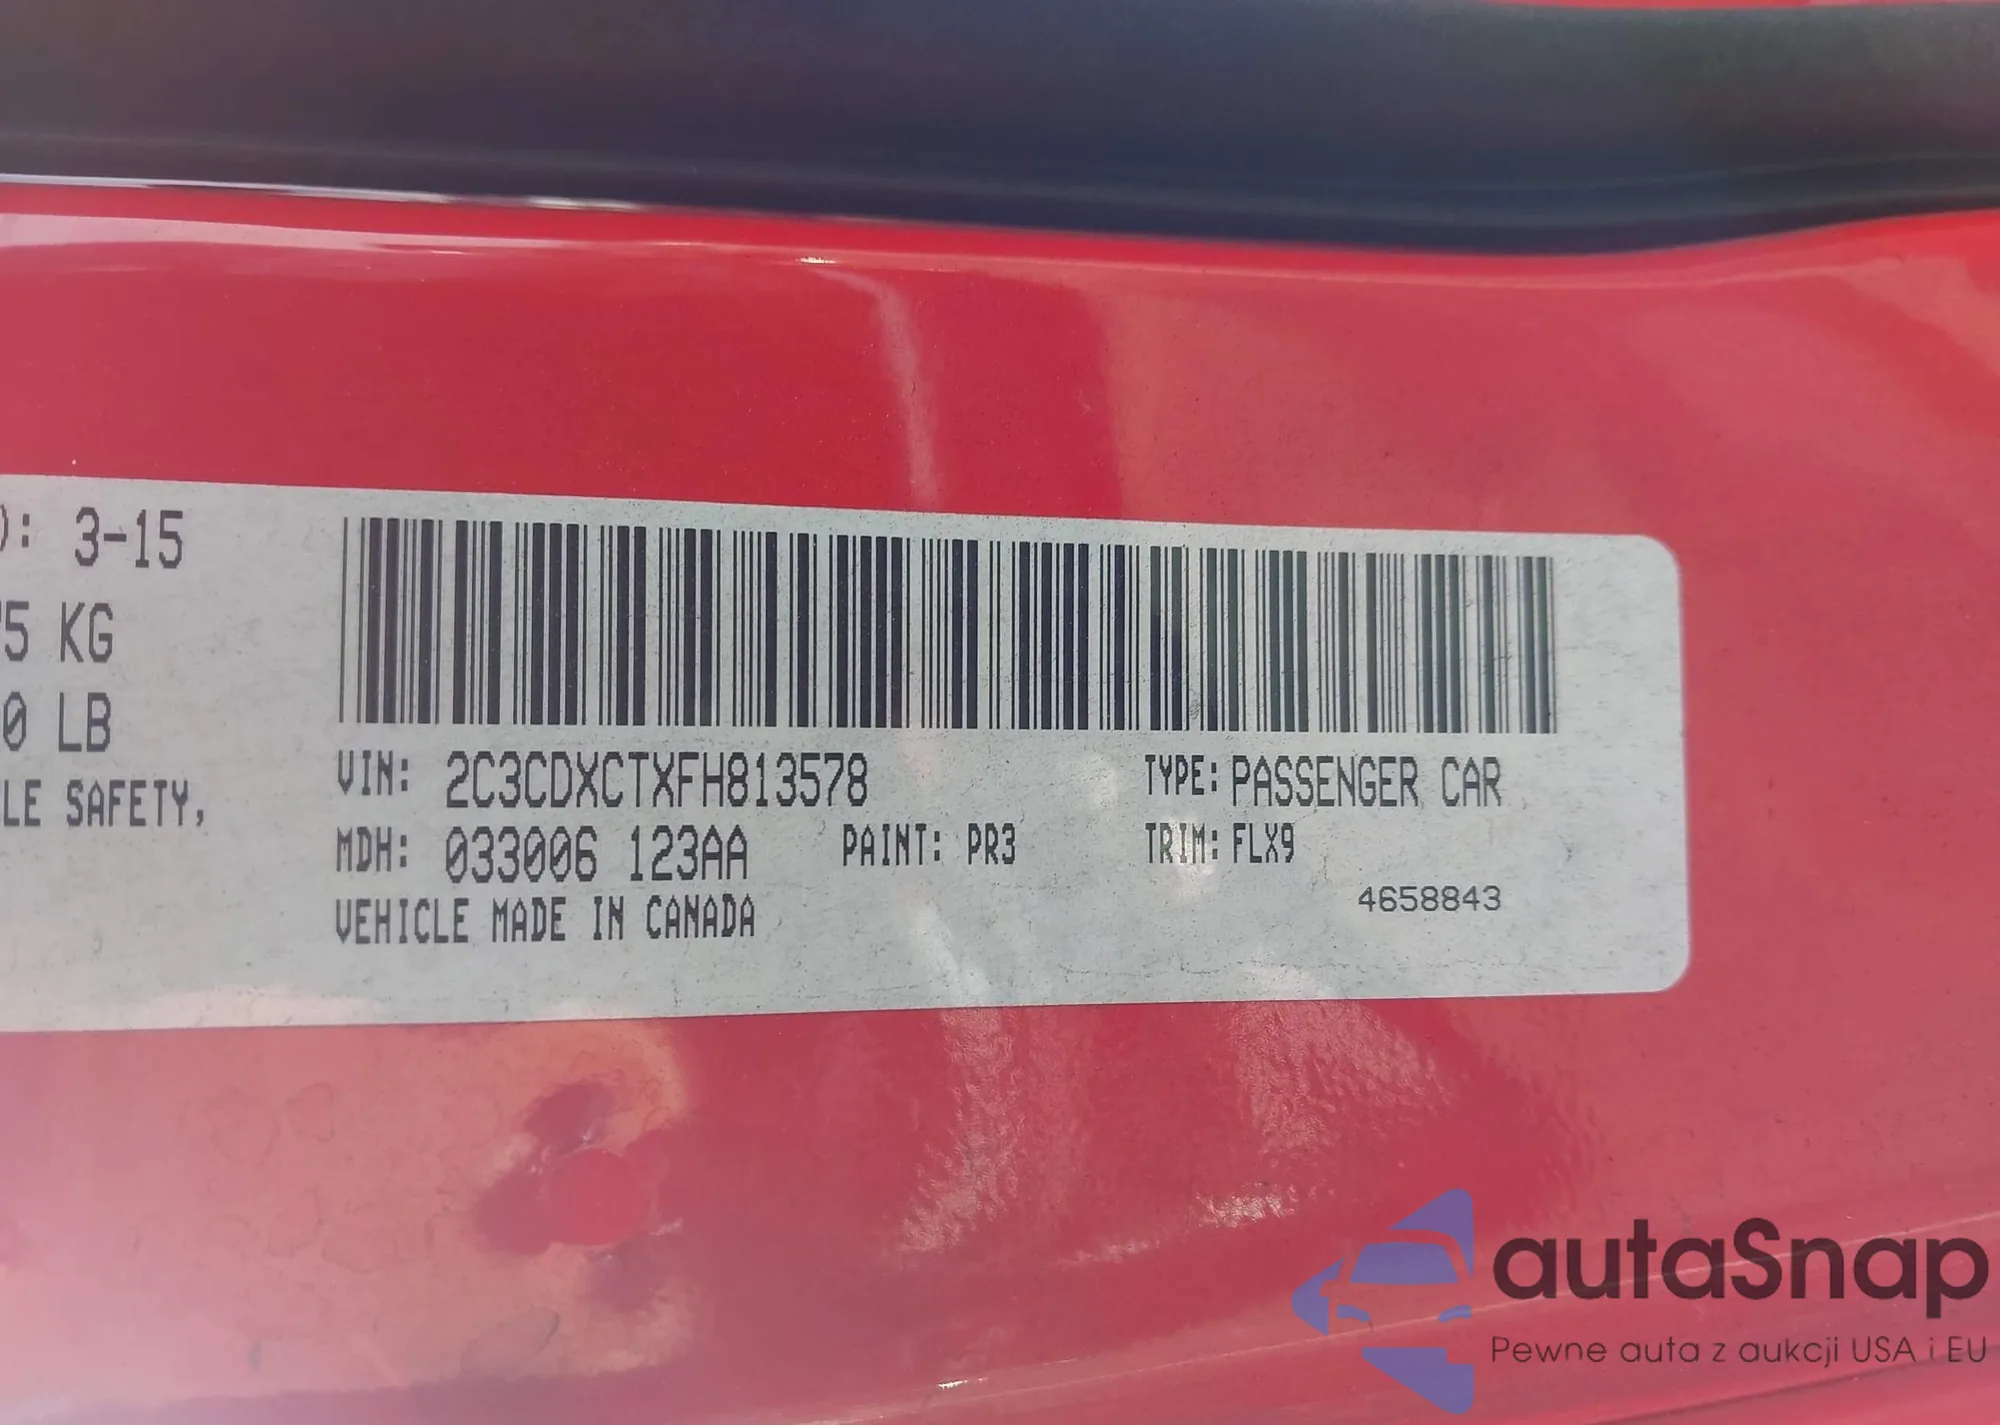 ): 3-15
5 KG
0 LB
LE SAFETY,
VIN: 2C3CDXCTXFH813578
TYPE: PASSENGER CAR
MDH: 033006 123AA
PAINT: PR3
TRIM: FLX9
VEHICLE MADE IN CANADA
4658843
autaSnap
Pewne auta z aukcji USA i EU